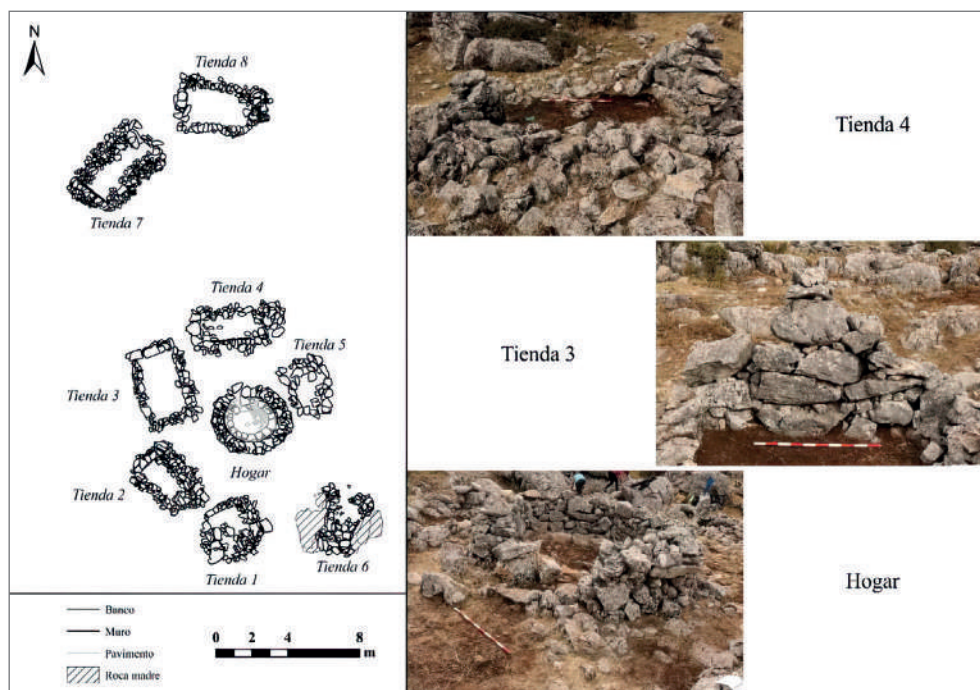 N
Tienda 8
Tienda 7
Tienda 4
Tienda 5
Tienda 3
Hogar
Tienda 2
Tienda 1
Tienda 6
Banco
Muro
Pavimento
Roca madre
0 2 4 8
m
Tienda 4
Tienda 3
Hogar